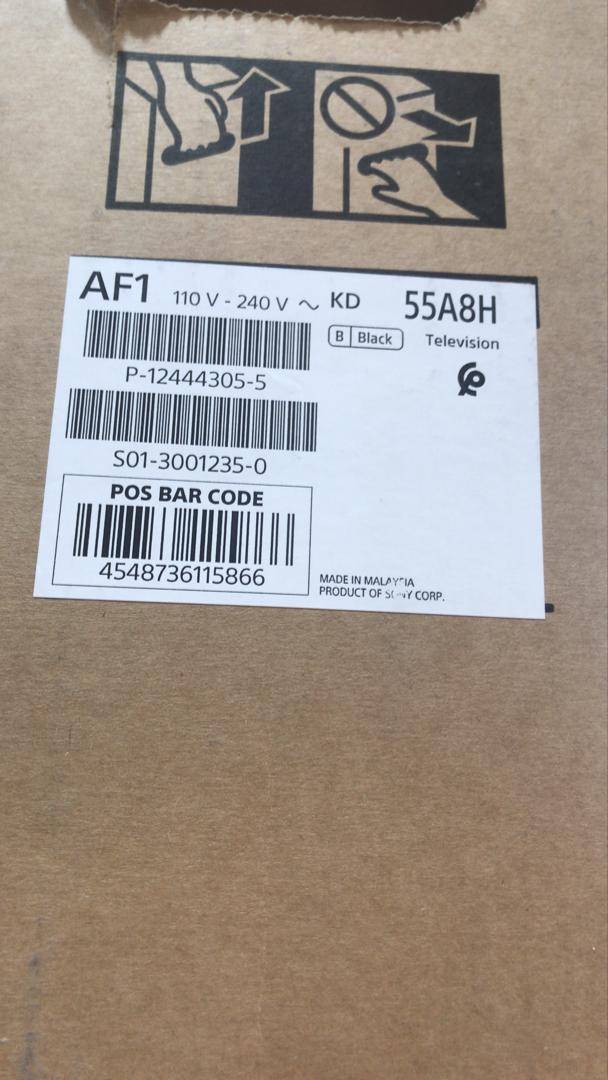 AF1 110 V - 240 V ~ KD 55A8H
B Black Television
P-12444305-5
S01-3001235-0
POS BAR CODE
4548736115866
MADE IN MALAYSIA
PRODUCT OF SONY CORP.